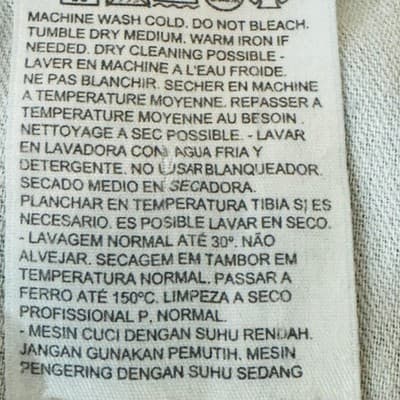 MACHINE WASH COLD. DO NOT BLEACH.
TUMBLE DRY MEDIUM. WARM IRON IF
NEEDED. DRY CLEANING POSSIBLE -
LAVER EN MACHINE A L'EAU FROIDE.
NE PAS BLANCHIR. SECHER EN MACHINE
A TEMPERATURE MOYENNE. REPASSER A
TEMPERATURE MOYENNE AU BESOIN .
NETTOYAGE A SEC POSSIBLE. - LAVAR
EN LAVADORA CON AGUA FRIA Y
DETERGENTE. NO USAR BLANQUEADOR.
SECADO MEDIO EN SECADORA.
PLANCHAR EN TEMPERATURA TIBIA SI ES
NECESARIO. ES POSIBLE LAVAR EN SECO.
- LAVAGEM NORMAL ATÉ 30º. NÃO
ALVEJAR. SECAGEM EM TAMBOR EM
TEMPERATURA NORMAL. PASSAR A
FERRO ATÉ 150ºC. LIMPEZA A SECO
PROFISSIONAL P, NORMAL.
- MESIN CUCI DENGAN SUHU RENDAH.
JANGAN GUNAKAN PEMUTIH. MESIN
PENGERING DENGAN SUHU SEDANG